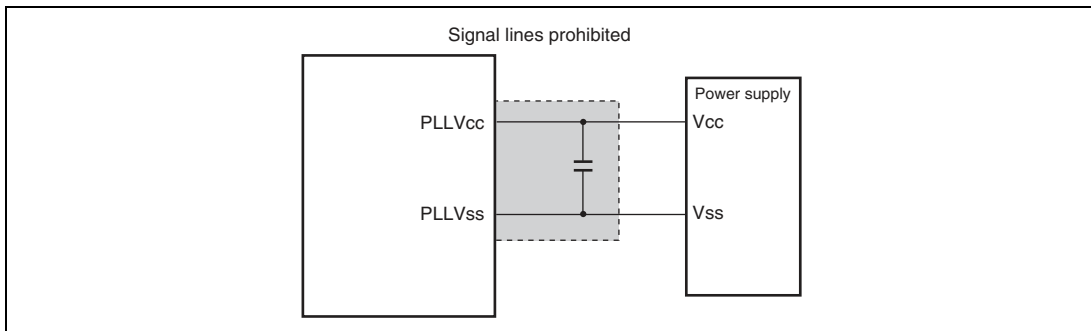 Signal lines prohibited
Power supply
PLLVcc
Vcc
PLLVss
Vss